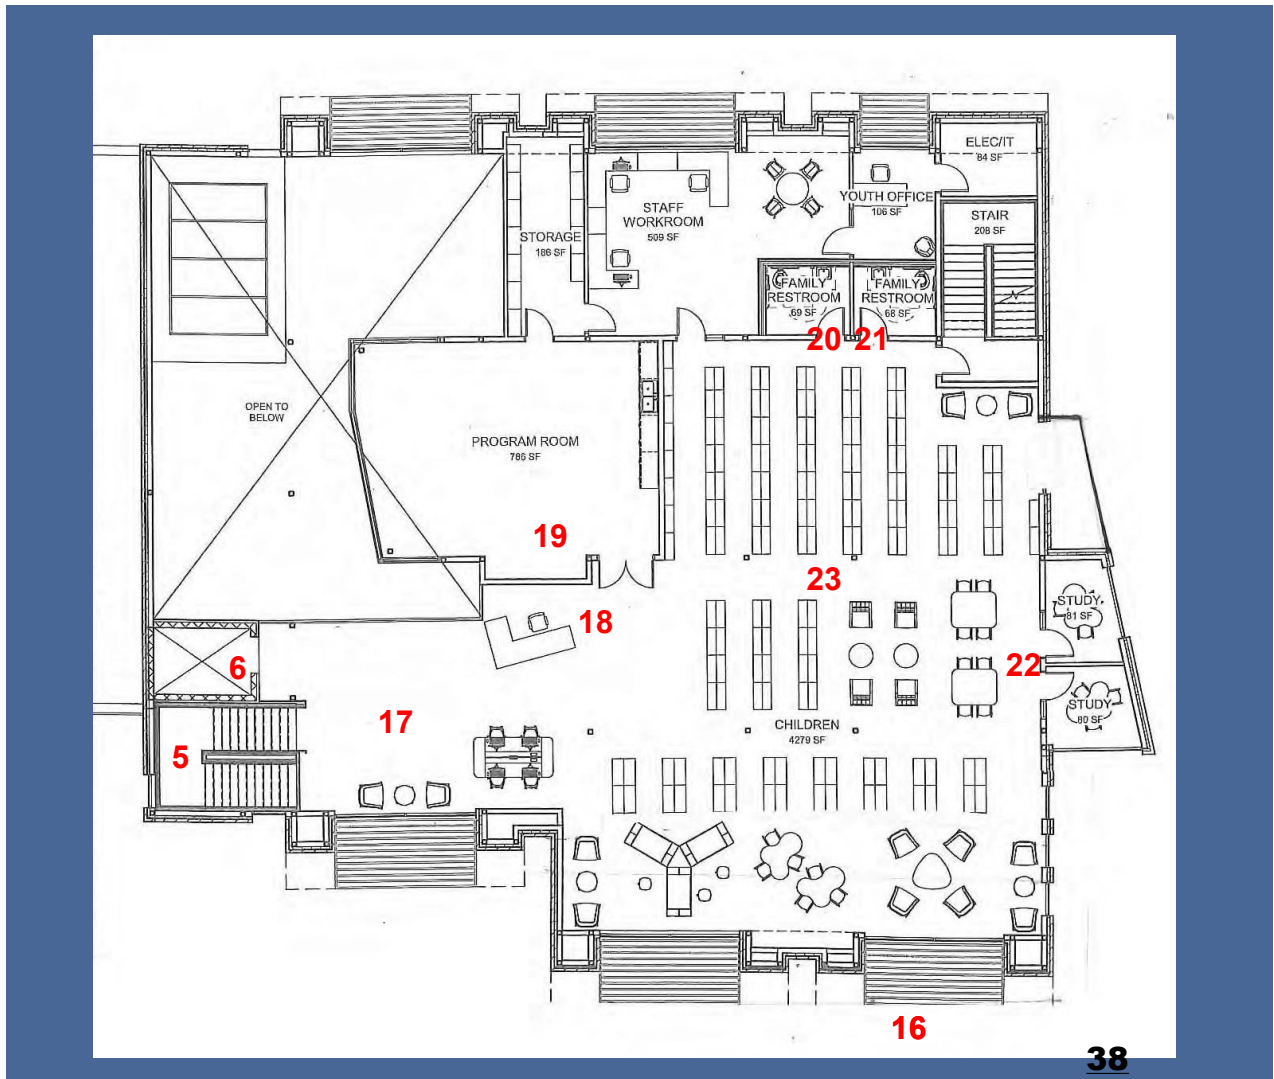 ELEC/IT
84 SF
YOUTH OFFICE
106 SF
STAFF
WORKROOM
509 SF
STAIR
208 SF
STORAGE
186 SF
FAMILY
RESTROOM
69 SF
FAMILY
RESTROOM
68 SF
20
21
OPEN TO
BELOW
PROGRAM ROOM
786 SF
19
23
18
STUDY
81 SF
6
22
STUDY
80 SF
17
CHILDREN
4279 SF
5
16
38